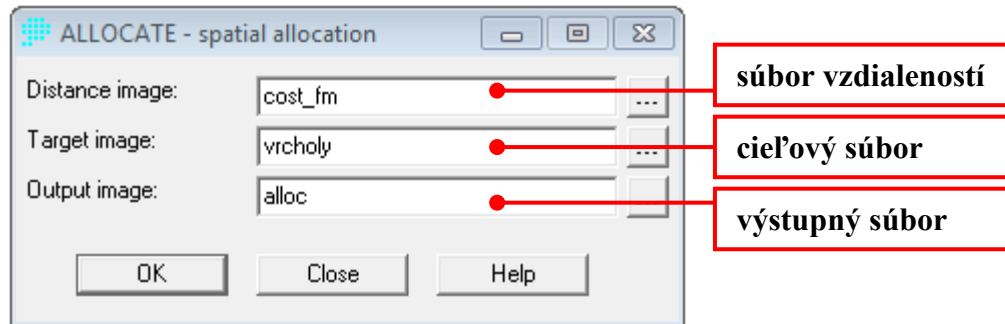 ALLOCATE - spatial allocation
Distance image:
cost_fm
...
súbor vzdialeností
Target image:
vrcholy
...
cieľový súbor
Output image:
alloc
výstupný súbor
OK
Close
Help